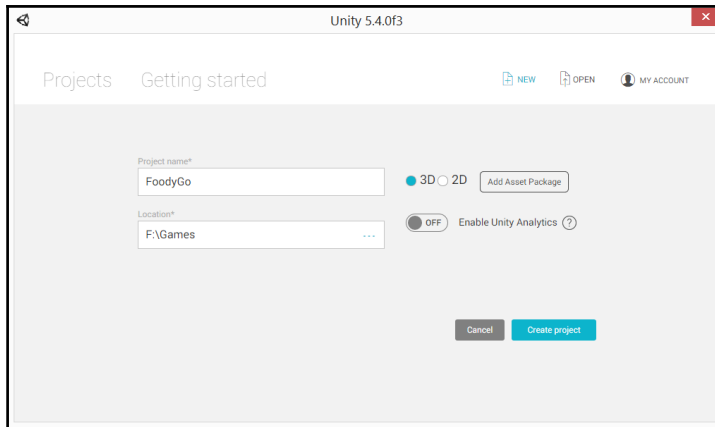 Unity 5.4.0f3
Projects Getting started NEW OPEN MY ACCOUNT
Project name*
FoodyGo 3D 2D Add Asset Package
Location*
F:\Games ... OFF Enable Unity Analytics ?
Cancel Create project